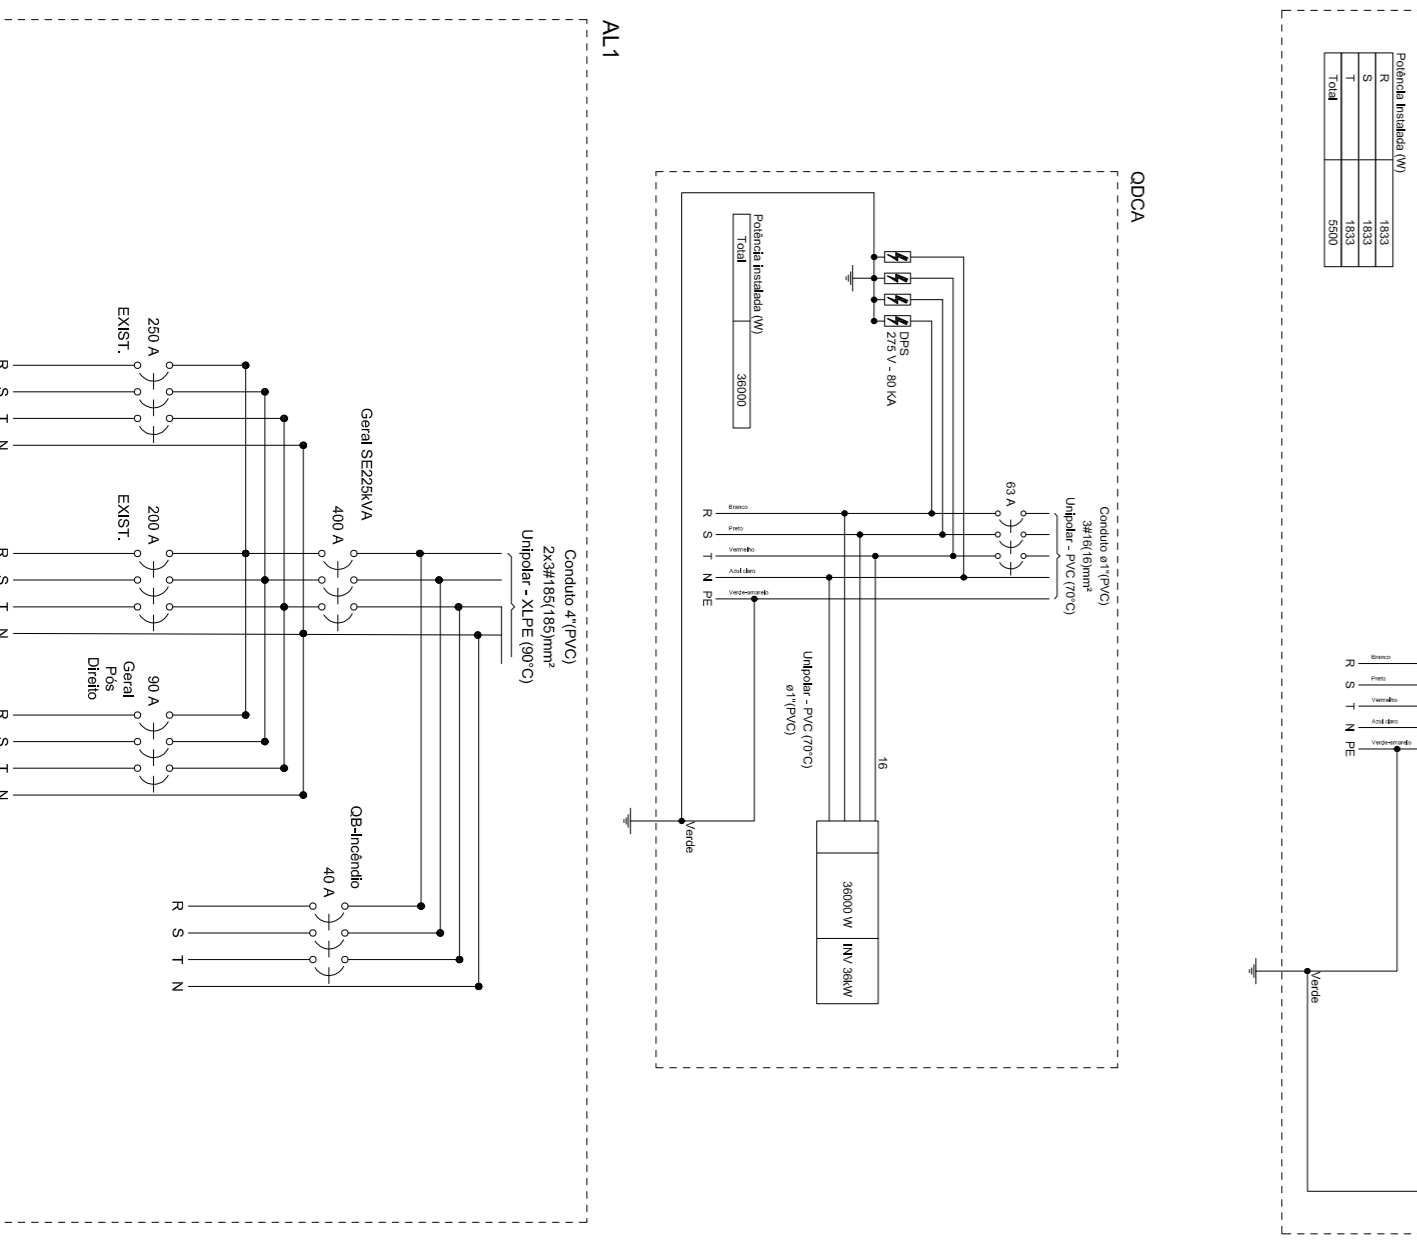 AL1
Conduto 4"(PVC)
2x3#185(185)mm²
Unipolar - XLPE (90°C)
Geral SE225kVA
400 A
250 A
EXIST.
200 A
EXIST.
90 A
Geral
Pós
Direito
QB-Incêndio
40 A
R
S
T
N
R
S
T
N
R
S
T
N
R
S
T
N
QDCA
Potência Instalada (W)
Total 36000
DPS
275 V - 80 KA
63 A
Conduto ø1"(PVC)
3#16(16)mm²
Unipolar - PVC (70°C)
R Branco
S Preto
T Vermelho
N Azul claro
PE Verde-amarelo
Unipolar - PVC (70°C)
ø1"(PVC)
16
36000 W INV 36kW
Verde
Potência Instalada (W)
R 1833
S 1833
T 1833
Total 5500
R Branco
S Preto
T Vermelho
N Azul claro
PE Verde-amarelo
Verde